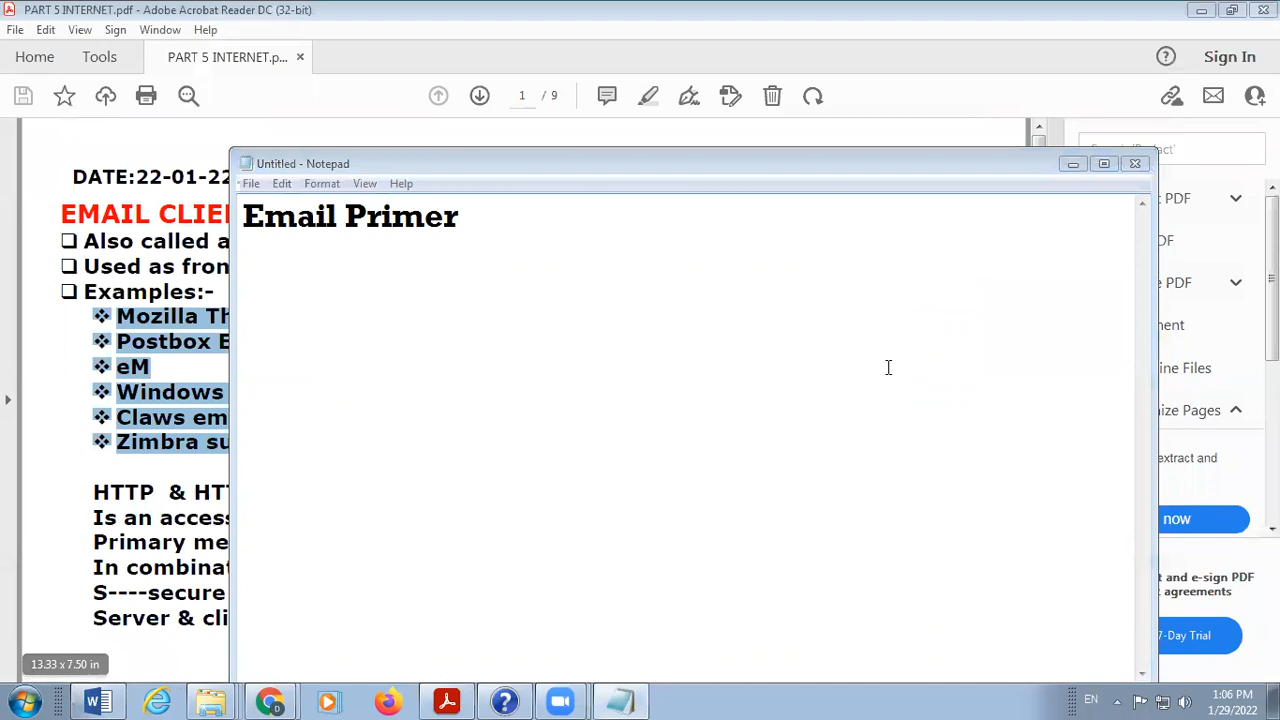 PART 5 INTERNET.pdf - Adobe Acrobat Reader DC (32-bit)
File Edit View Sign Window Help
Home Tools PART 5 INTERNET.p... × Sign In
1 / 9
Untitled - Notepad
File Edit Format View Help
Email Primer
DATE:22-01-22
EMAIL CLIE
❑ Also called a
❑ Used as fron
❑ Examples:-
❖ Mozilla Th
❖ Postbox E
❖ eM
❖ Windows
❖ Claws em
❖ Zimbra su
HTTP & HT
Is an access
Primary me
In combinat
S----secure
Server & cli
PDF
DF
e PDF
ment
ine Files
ize Pages
extract and
now
t and e-sign PDF
agreements
7-Day Trial
13.33 x 7.50 in
EN
1:06 PM
1/29/2022